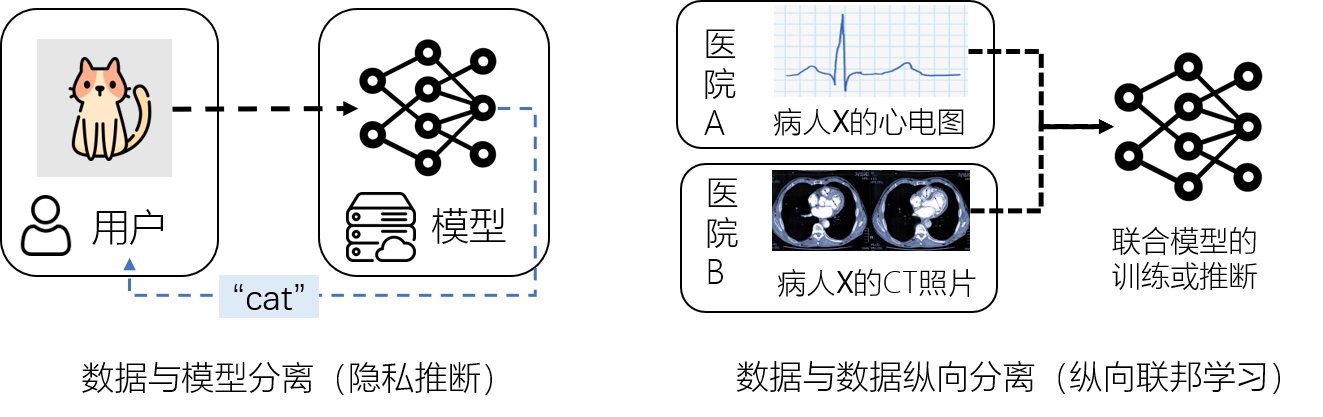 用户
模型
“cat”
数据与模型分离（隐私推断）
医院A
病人X的心电图
医院B
病人X的CT照片
联合模型的
训练或推断
数据与数据纵向分离（纵向联邦学习）